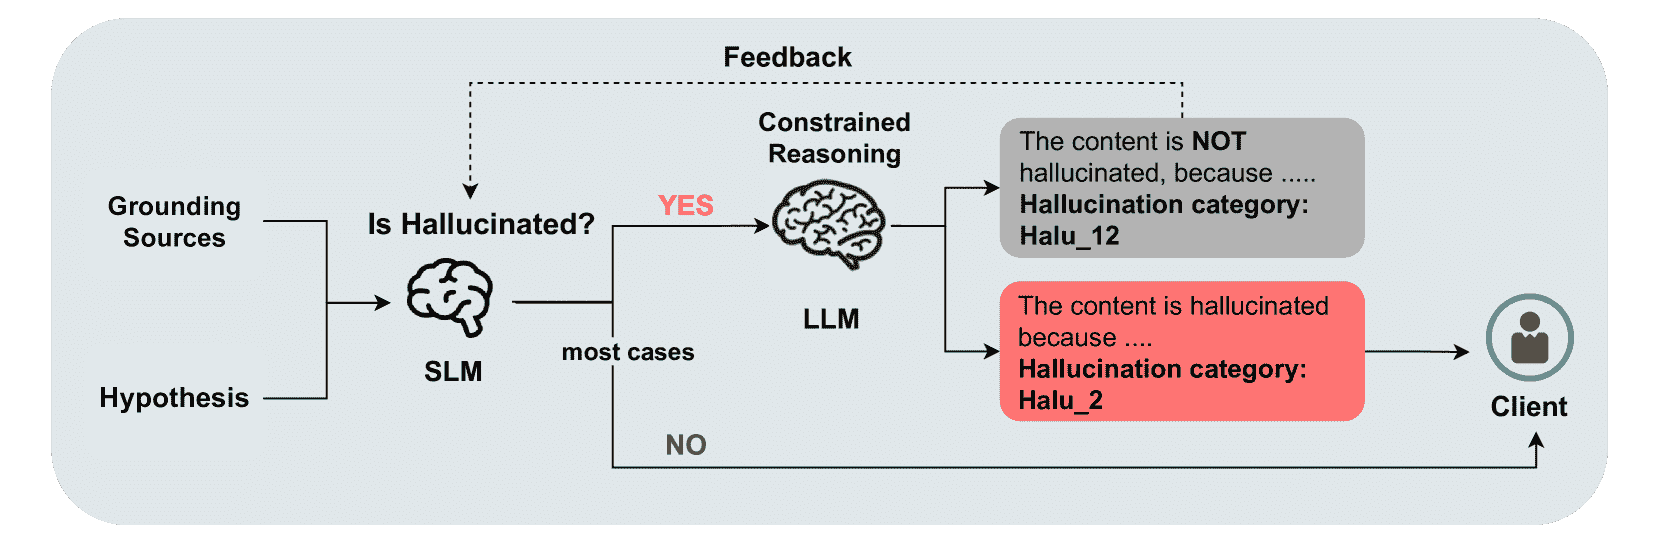 Feedback
Grounding
Sources
Hypothesis
Is Hallucinated?
SLM
YES
most cases
NO
Constrained
Reasoning
LLM
The content is NOT
hallucinated, because .....
Hallucination category:
Halu_12
The content is hallucinated
because ....
Hallucination category:
Halu_2
Client